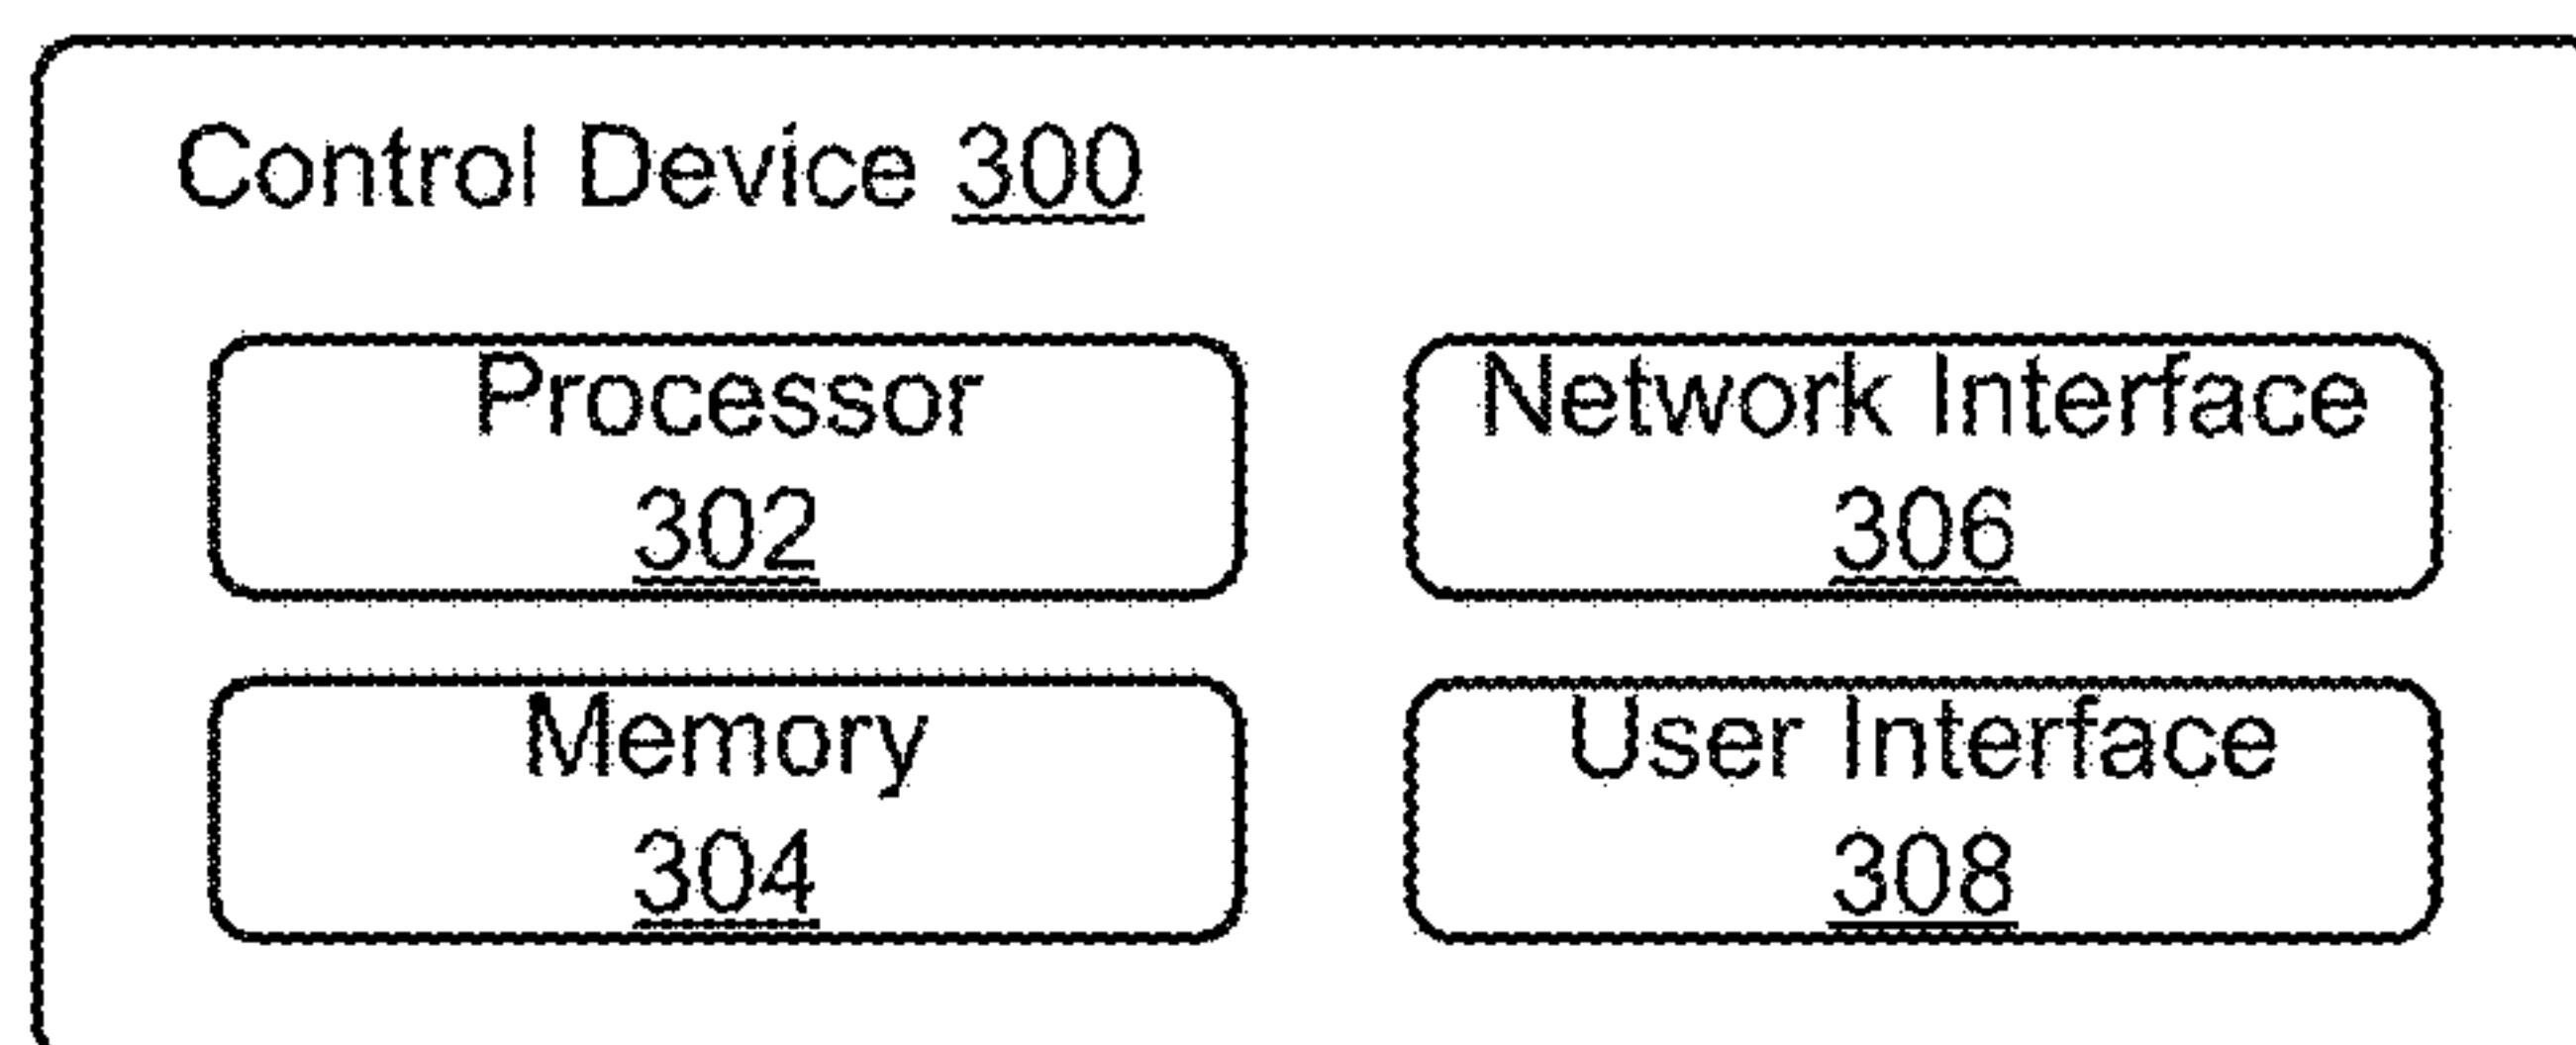 Control Device 300
Processor
302
Network Interface
306
Memory
304
User Interface
308